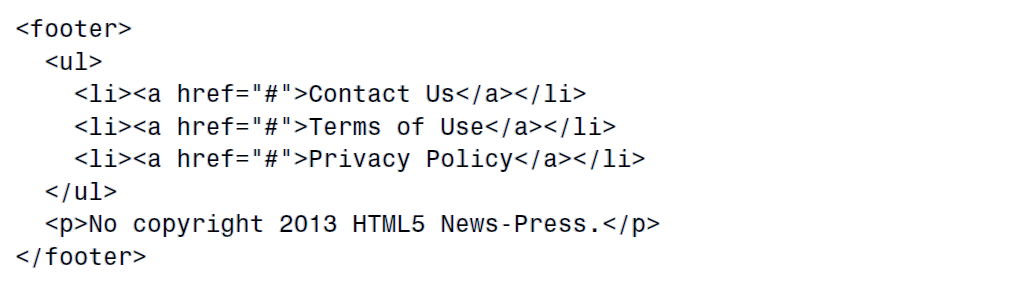 <footer>
  <ul>
    <li><a href="#">Contact Us</a></li>
    <li><a href="#">Terms of Use</a></li>
    <li><a href="#">Privacy Policy</a></li>
  </ul>
  <p>No copyright 2013 HTML5 News-Press.</p>
</footer>